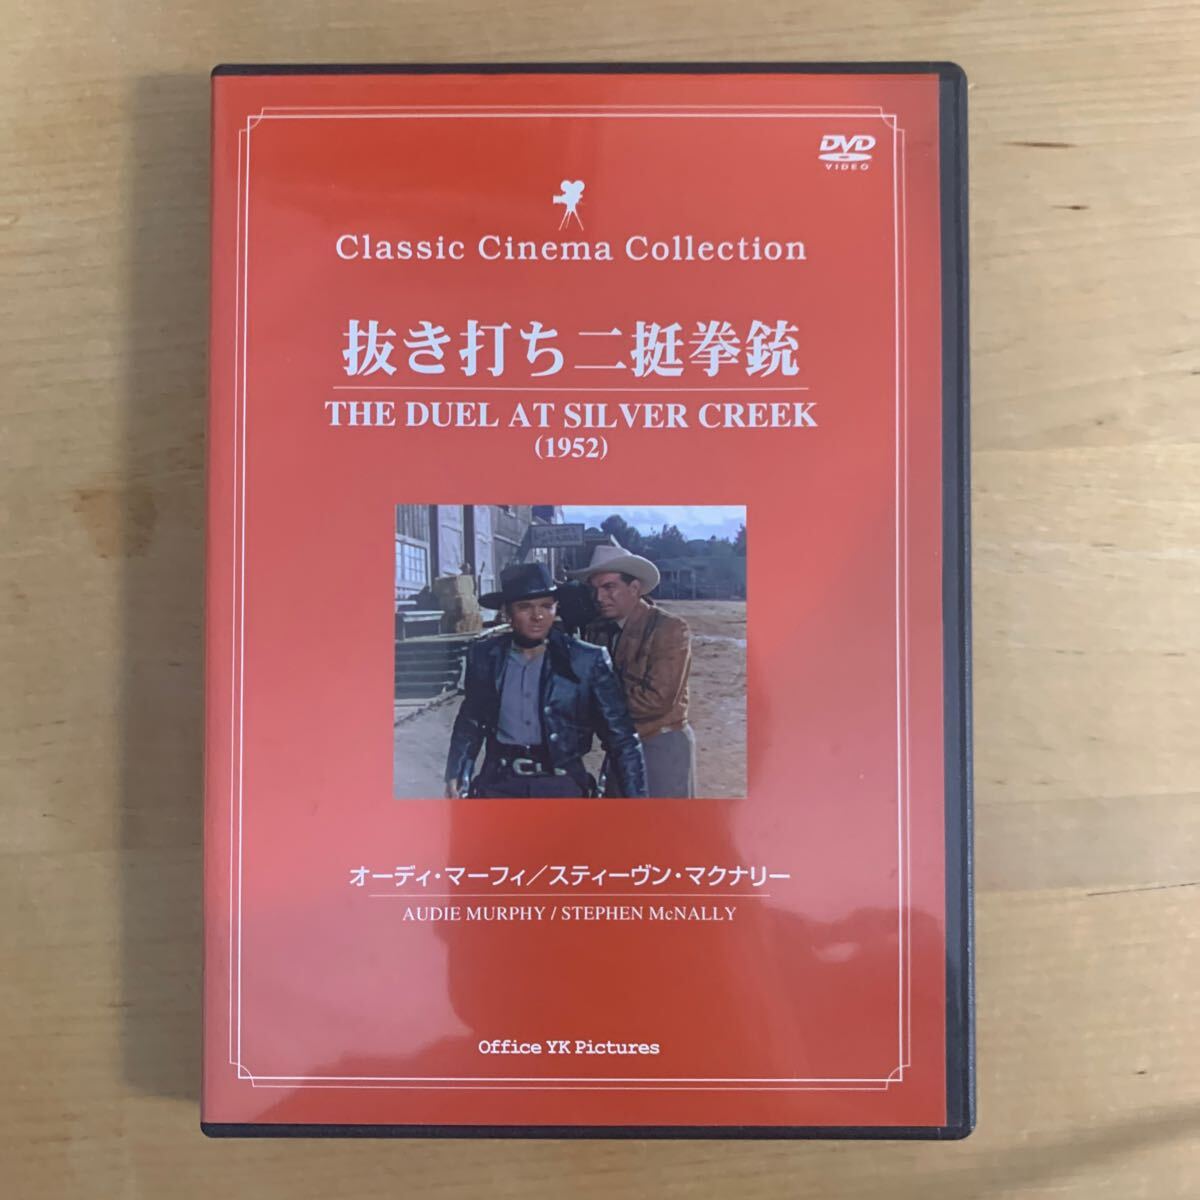 DVD
VIDEO
Classic Cinema Collection
抜き打ち二挺拳銃
THE DUEL AT SILVER CREEK
(1952)
オーディ・マーフィ／スティーヴン・マクナリー
AUDIE MURPHY / STEPHEN McNALLY
Office YK Pictures